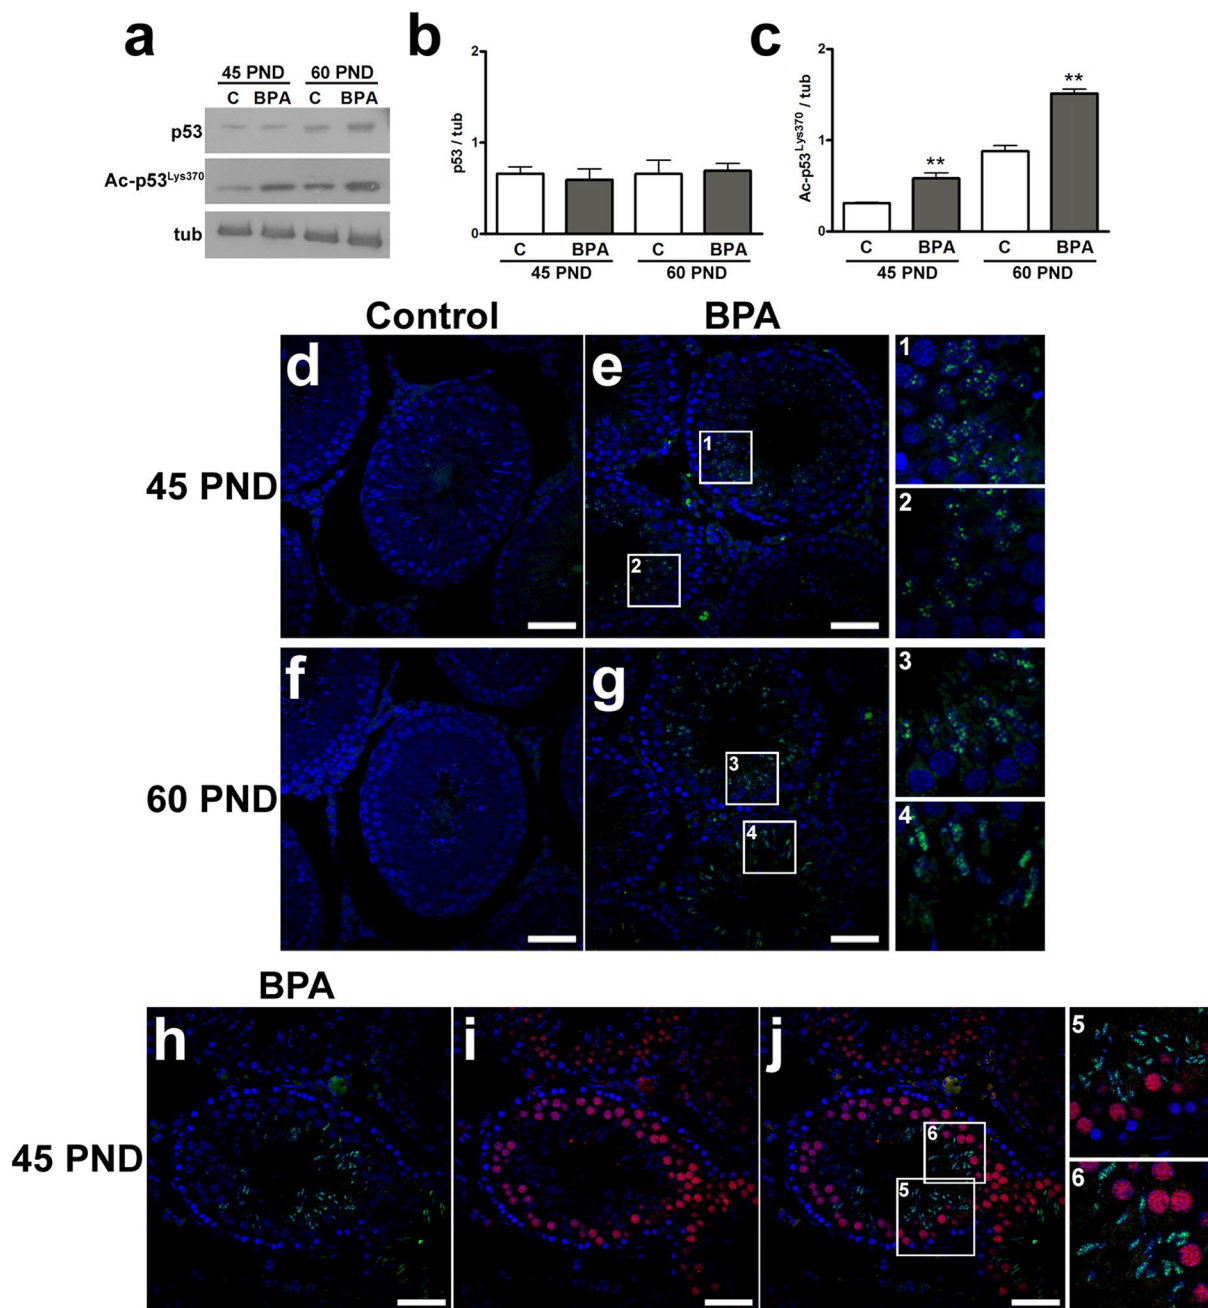 a
45 PND 60 PND
C BPA C BPA
p53
Ac-p53Lys370
tub
b
2
1
0
p53 / tub
C BPA C BPA
45 PND 60 PND
c
2
1
0
Ac-p53Lys370 / tub
**
**
C BPA C BPA
45 PND 60 PND
Control BPA
45 PND
d
e
1
2
1
2
60 PND
f
g
3
4
3
4
BPA
45 PND
h
i
j
6
5
5
6